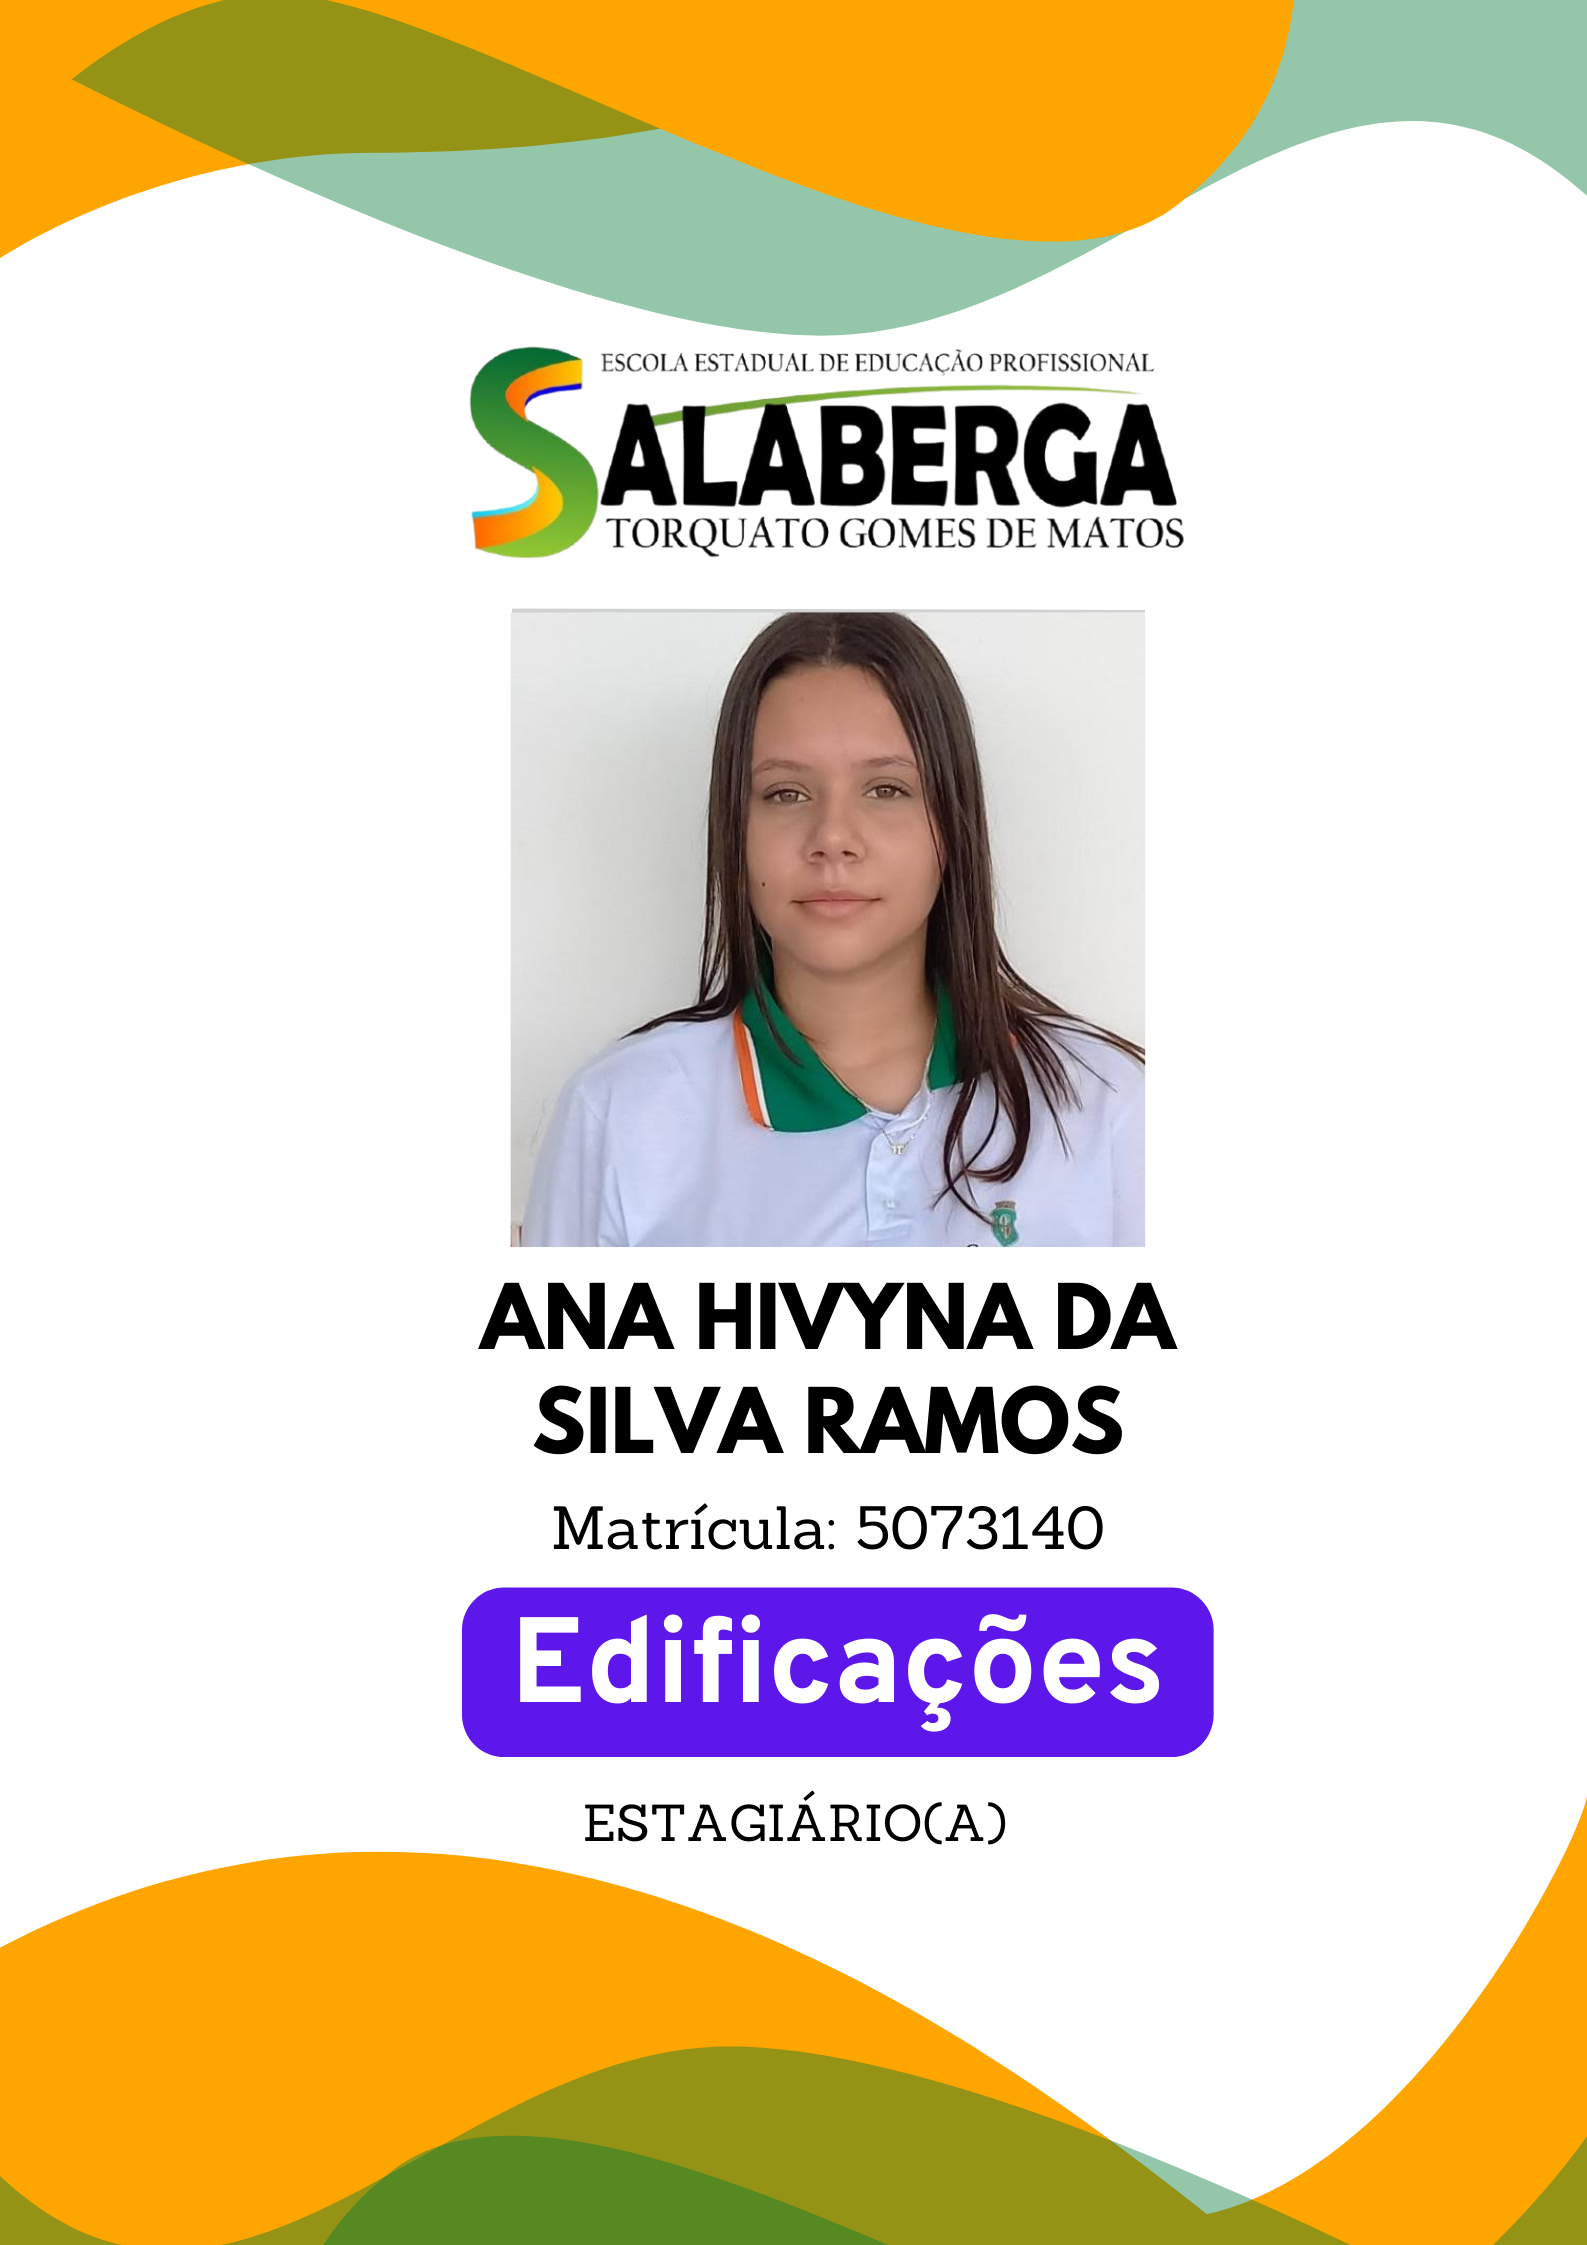 ESCOLA ESTADUAL DE EDUCAÇÃO PROFISSIONAL
SALABERGA
TORQUATO GOMES DE MATOS
ANA HIVYNA DA
SILVA RAMOS
Matrícula: 5073140
Edificações
ESTAGIÁRIO(A)